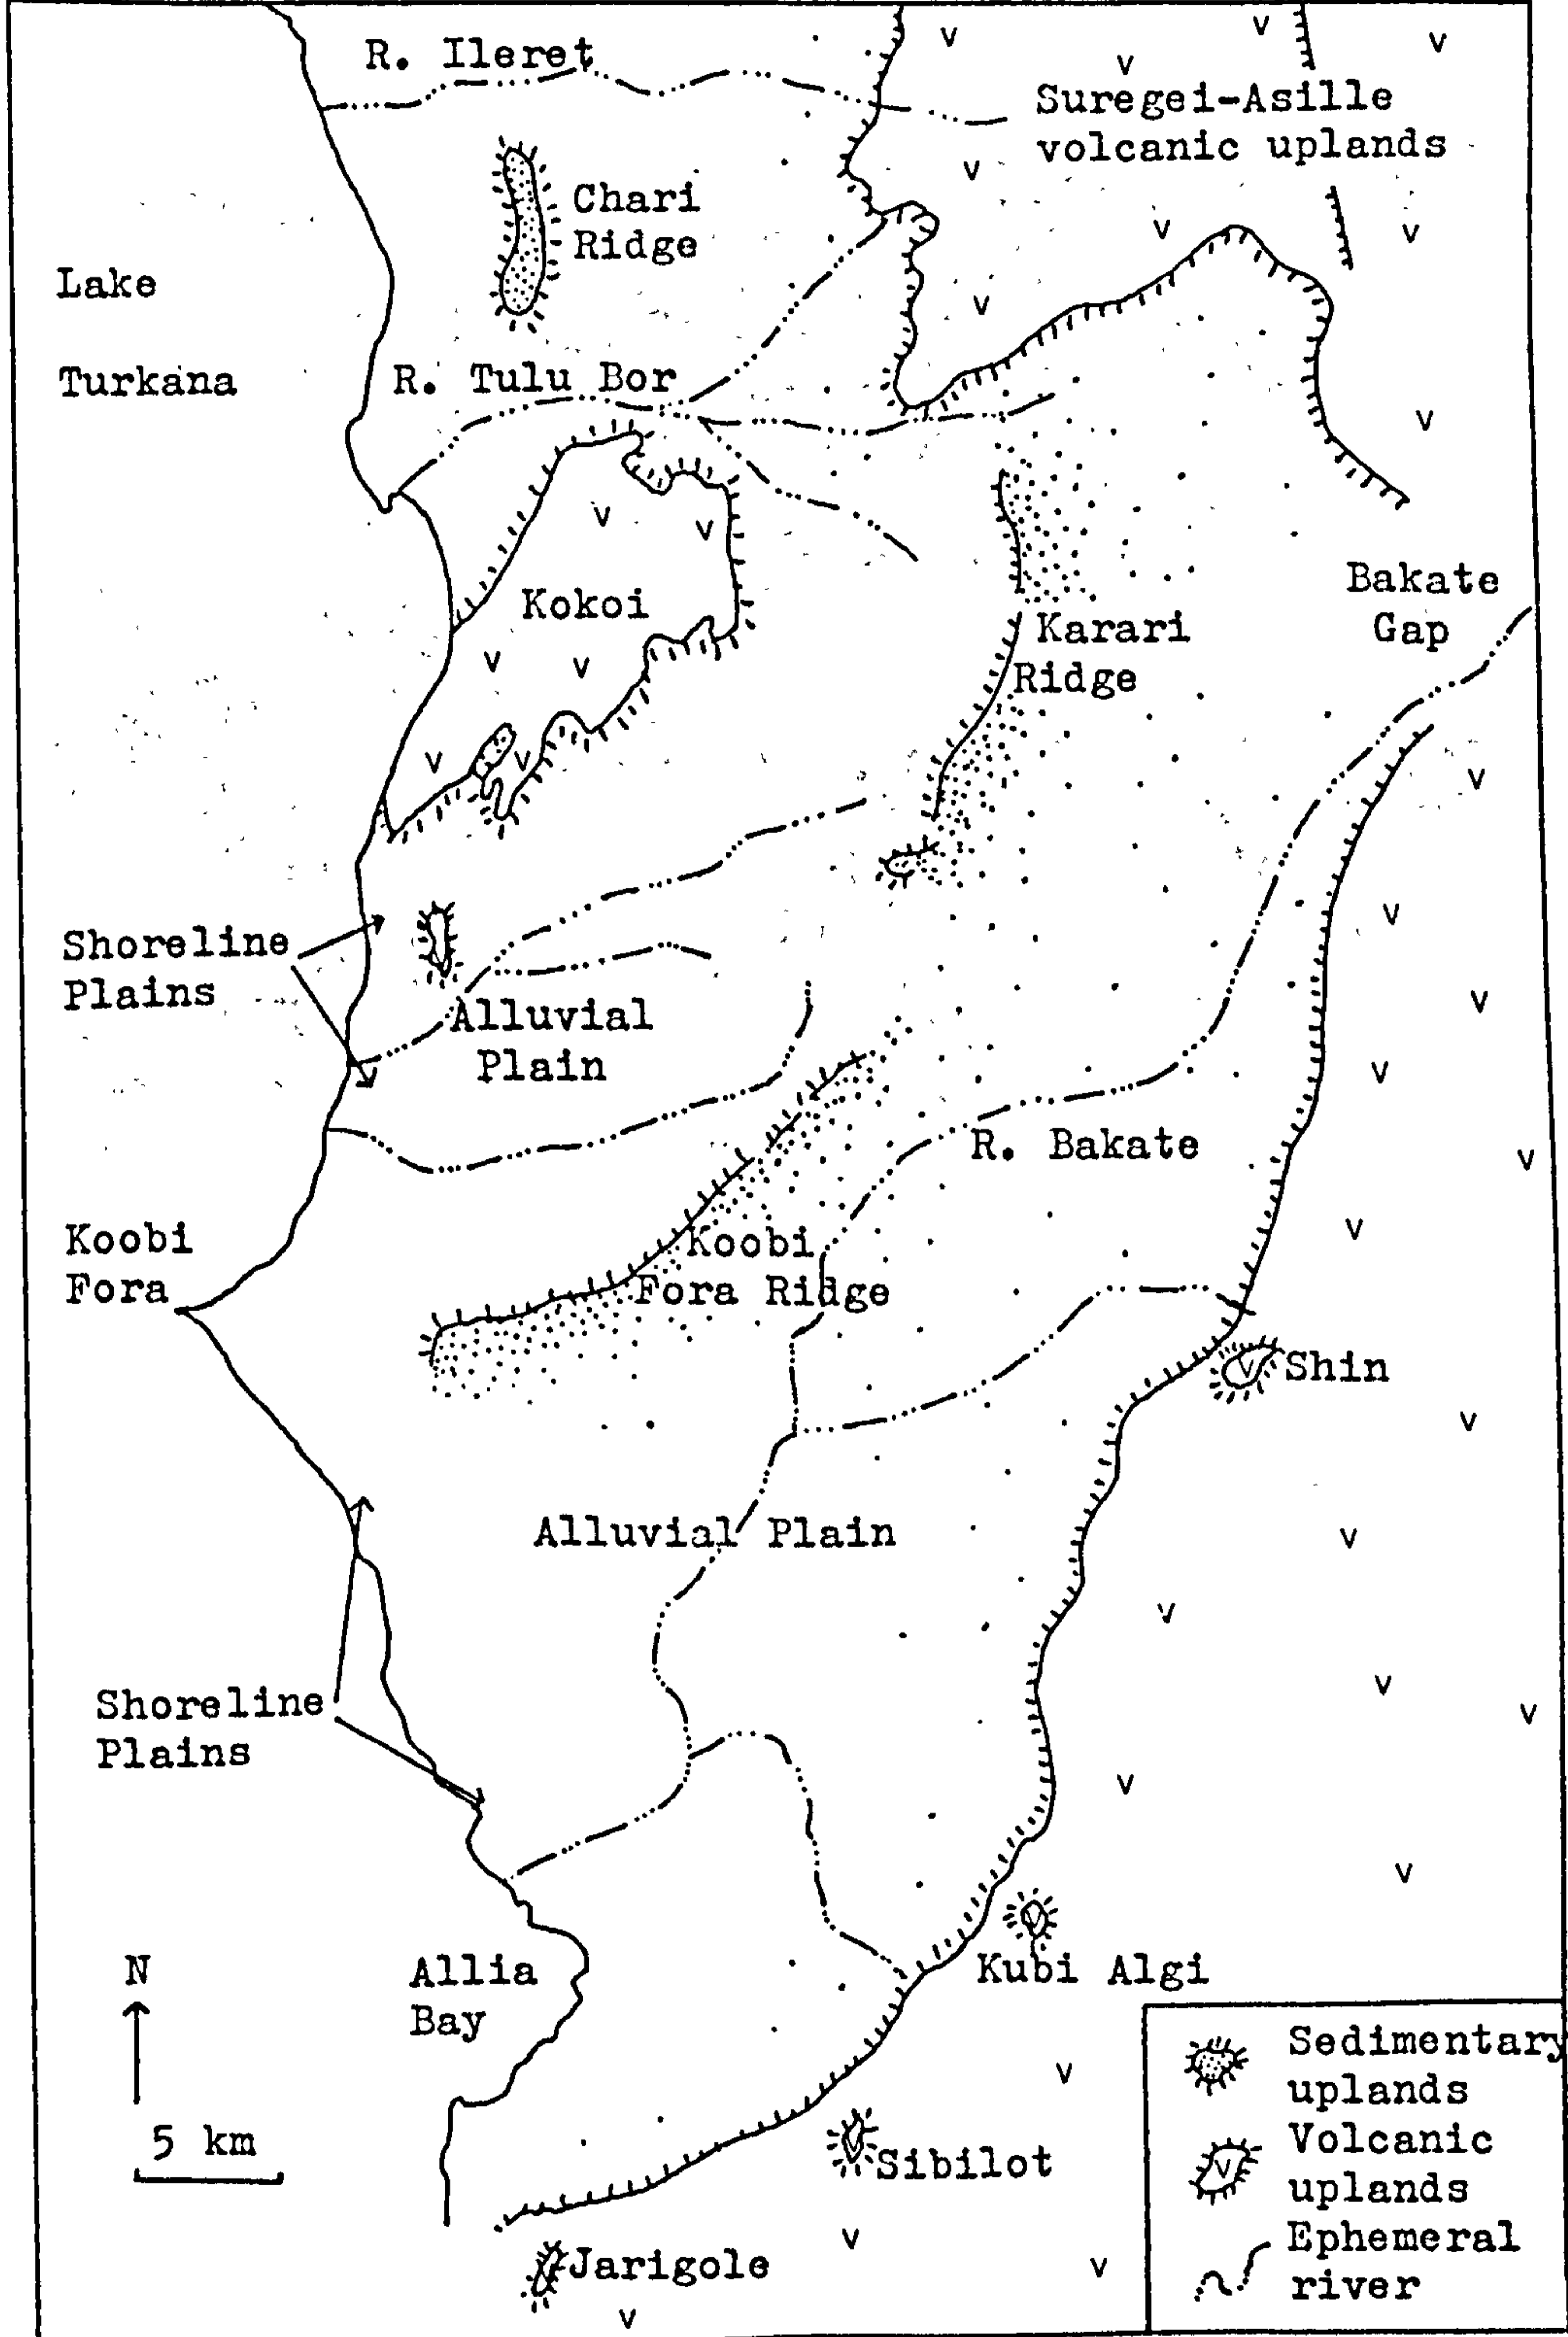 R. Ileret
Suregei-Asille
volcanic uplands
Chari
Ridge
Lake
Turkana
R. Tulu Bor
Kokoi
Bakate
Gap
Karari
Ridge
Shoreline
Plains
Alluvial
Plain
R. Bakate
Koobi
Fora
Koobi
Fora Ridge
Shin
Alluvial Plain
Shoreline
Plains
N
Allia
Bay
Kubi Algi
5 km
Sibilot
Jarigole
Sedimentary
uplands
Volcanic
uplands
Ephemeral
river